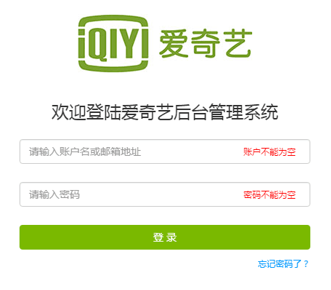 iQIYI 爱奇艺
欢迎登陆爱奇艺后台管理系统
请输入账户名或邮箱地址 账户不能为空
请输入密码 密码不能为空
登 录
忘记密码了？